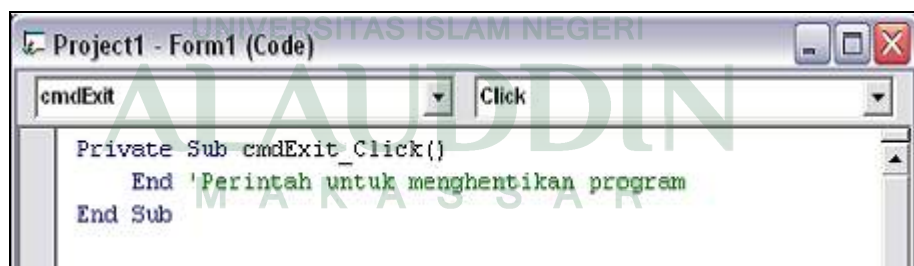 UNIVERSITAS ISLAM NEGERI
Project1 - Form1 (Code)
cmdExit Click
ALAUDDIN
Private Sub cmdExit_Click()
End 'Perintah untuk menghentikan program
MAKASSAR
End Sub